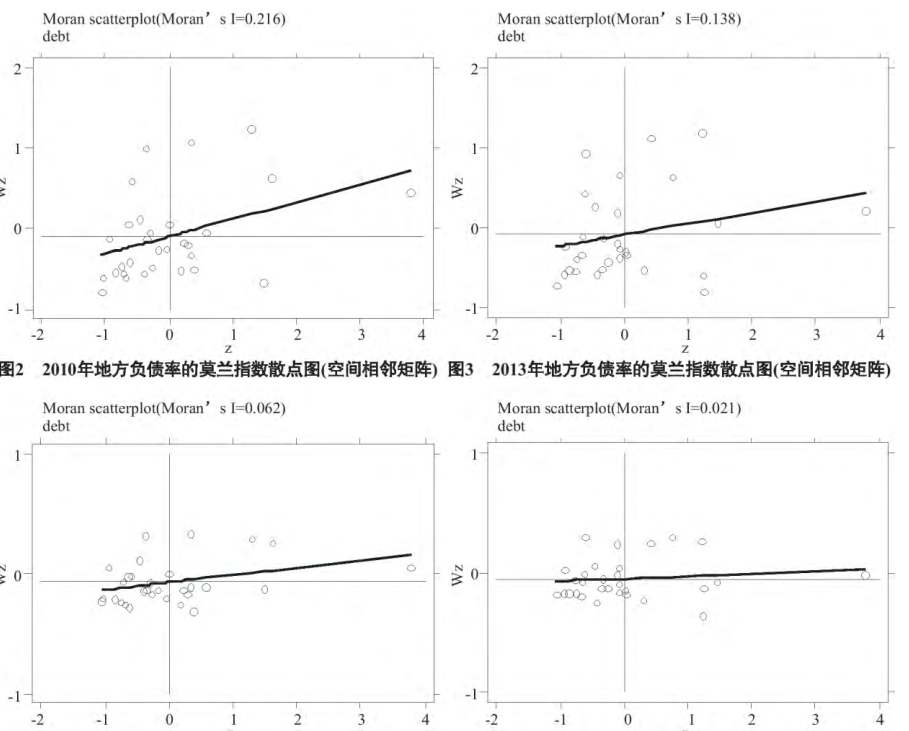 Moran scatterplot(Moran’s I=0.216)
debt
2
1
0
-1
Wz
-2 -1 0 1 2 3 4
z
图2 2010年地方负债率的莫兰指数散点图(空间相邻矩阵)
Moran scatterplot(Moran’s I=0.138)
debt
2
1
0
-1
Wz
-2 -1 0 1 2 3 4
z
图3 2013年地方负债率的莫兰指数散点图(空间相邻矩阵)
Moran scatterplot(Moran’s I=0.062)
debt
1
0
-1
Wz
-2 -1 0 1 2 3 4
Moran scatterplot(Moran’s I=0.021)
debt
1
0
-1
Wz
-2 -1 0 1 2 3 4